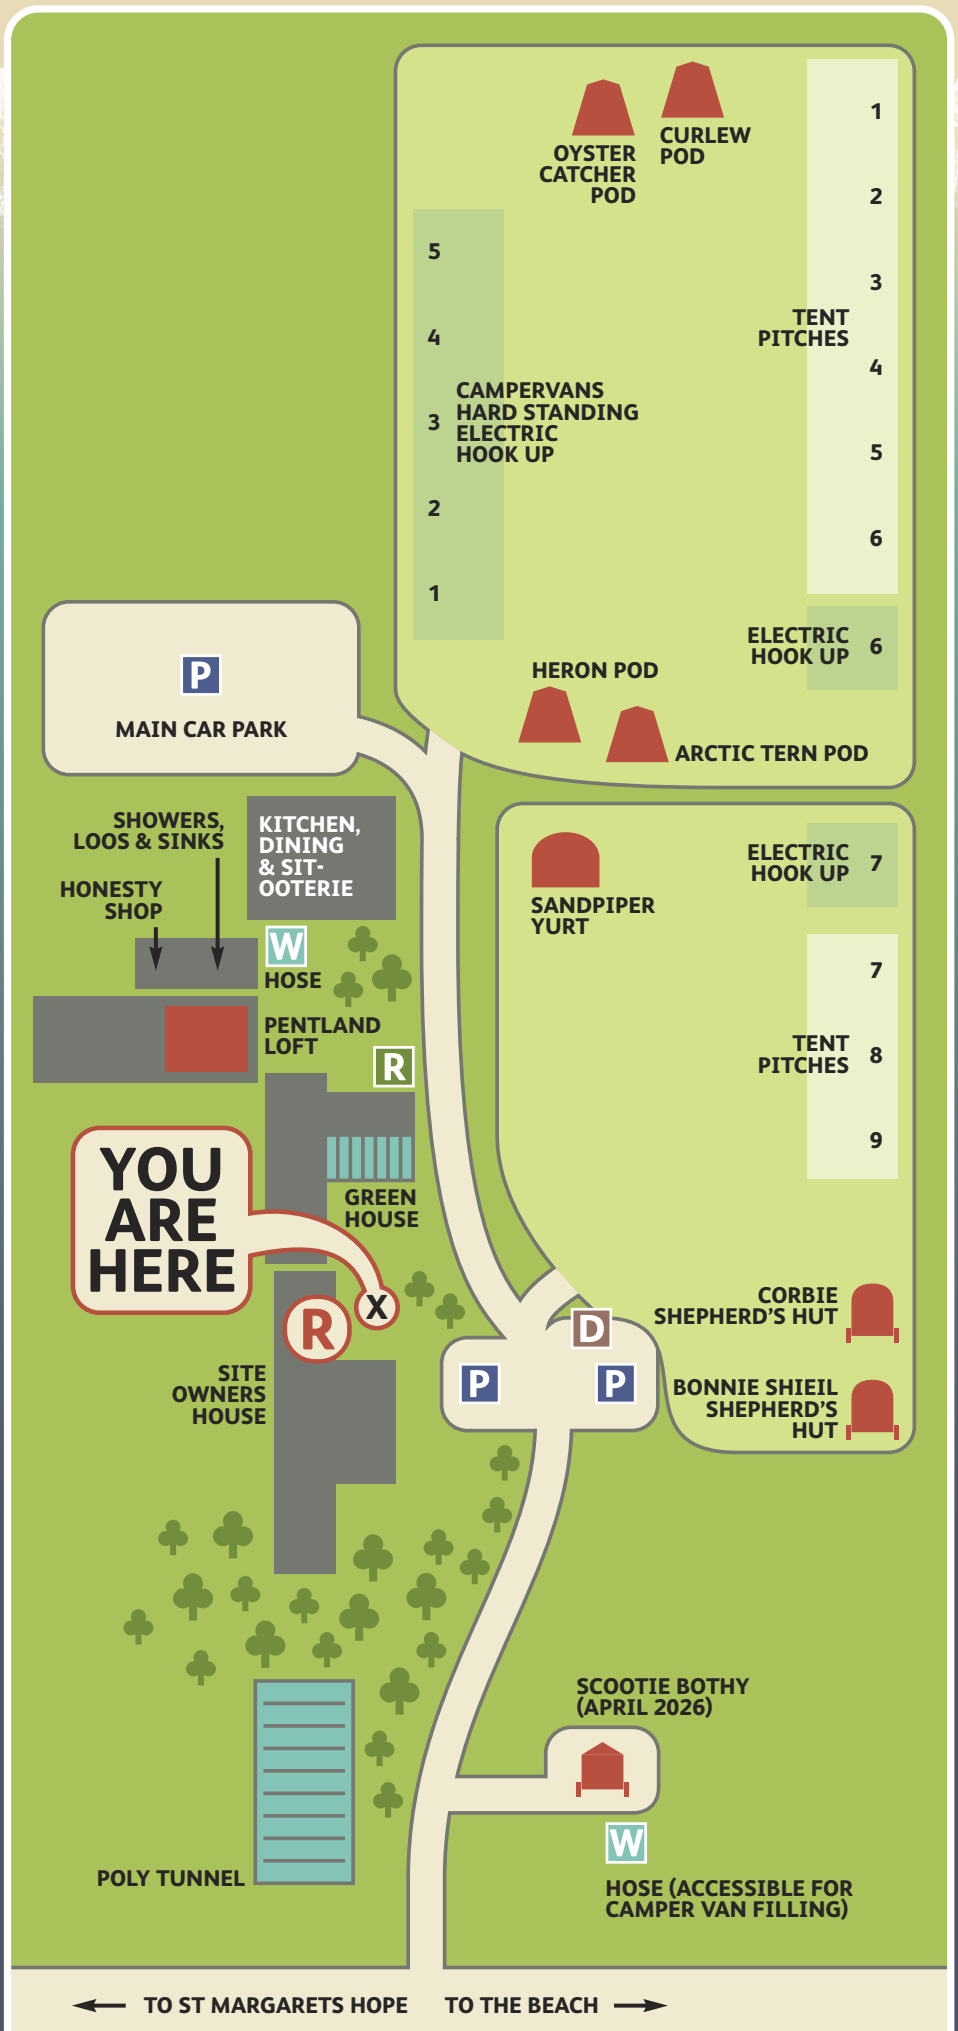 1
CURLEW
POD
OYSTER
CATCHER
POD
2
5
3
TENT
PITCHES
4
4
CAMPERVANS
HARD STANDING
ELECTRIC
HOOK UP
3
5
2
6
1
ELECTRIC
HOOK UP
6
HERON POD
P
MAIN CAR PARK
ARCTIC TERN POD
SHOWERS,
LOOS & SINKS
KITCHEN,
DINING
& SIT-
OOTERIE
ELECTRIC
HOOK UP
7
HONESTY
SHOP
SANDPIPER
YURT
W
HOSE
7
PENTLAND
LOFT
R
TENT
PITCHES
8
9
YOU
ARE
HERE
GREEN
HOUSE
X
R
CORBIE
SHEPHERD'S HUT
D
SITE
OWNERS
HOUSE
P
P
BONNIE SHIEIL
SHEPHERD'S
HUT
SCOOTIE BOTHY
(APRIL 2026)
W
POLY TUNNEL
HOSE (ACCESSIBLE FOR
CAMPER VAN FILLING)
TO ST MARGARETS HOPE
TO THE BEACH